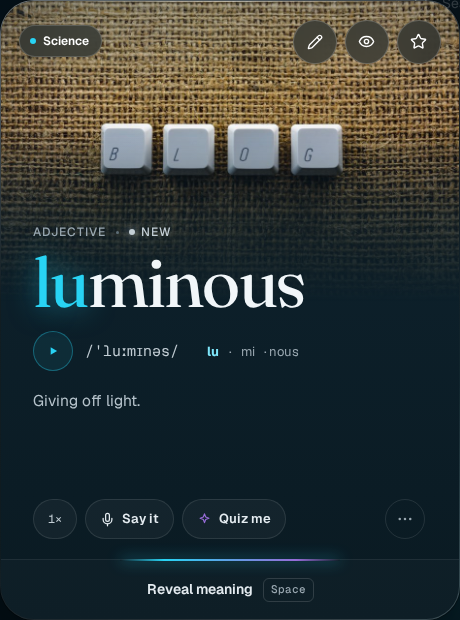 Science
B L O G
ADJECTIVE • NEW
luminous
/ˈluːmɪnəs/ lu · mi · nous
Giving off light.
1×
Say it
Quiz me
Reveal meaning Space